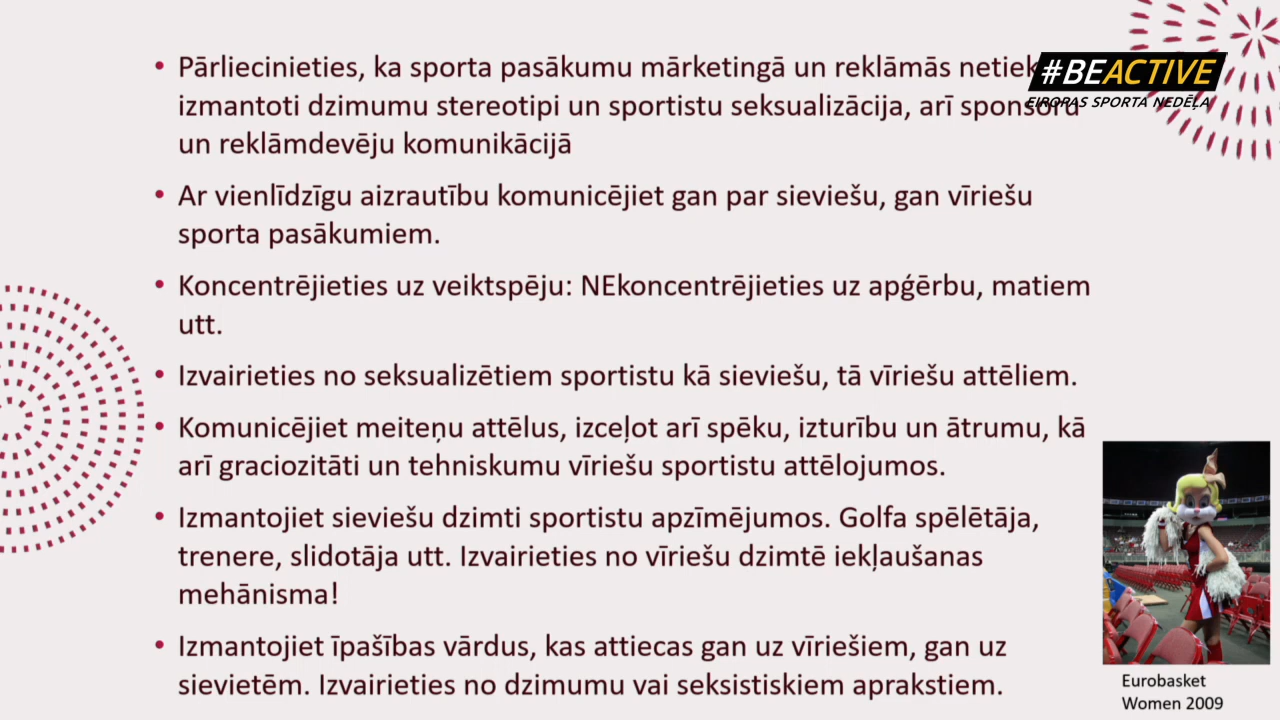 Pārliecinieties, ka sporta pasākumu mārketingā un reklāmās
#BEACTIVE
EIROPAS SPORTA NEDĒĻA
izmantoti dzimumu stereotipi un sportistu seksualizācija, arī sponsoru
un reklāmdevēju komunikācijā
Ar vienlīdzīgu aizrautību komunicējiet gan par sieviešu, gan vīriešu
sporta pasākumiem.
Koncentrējieties uz veiktspēju: NEkoncentrējieties uz apģērbu, matiem
utt.
Izvairieties no seksualizētiem sportistu kā sieviešu, tā vīriešu attēliem.
Komunicējiet meiteņu attēlus, izceļot arī spēku, izturību un ātrumu, kā
arī graciozitāti un tehniskumu vīriešu sportistu attēlojumos.
Izmantojiet sieviešu dzimti sportistu apzīmējumos. Golfa spēlētāja,
trenere, slidotāja utt. Izvairieties no vīriešu dzimtē iekļaušanas
mehānisma!
Izmantojiet īpašības vārdus, kas attiecas gan uz vīriešiem, gan uz
sievietēm. Izvairieties no dzimumu vai seksistiskiem aprakstiem.
Eurobasket
Women 2009